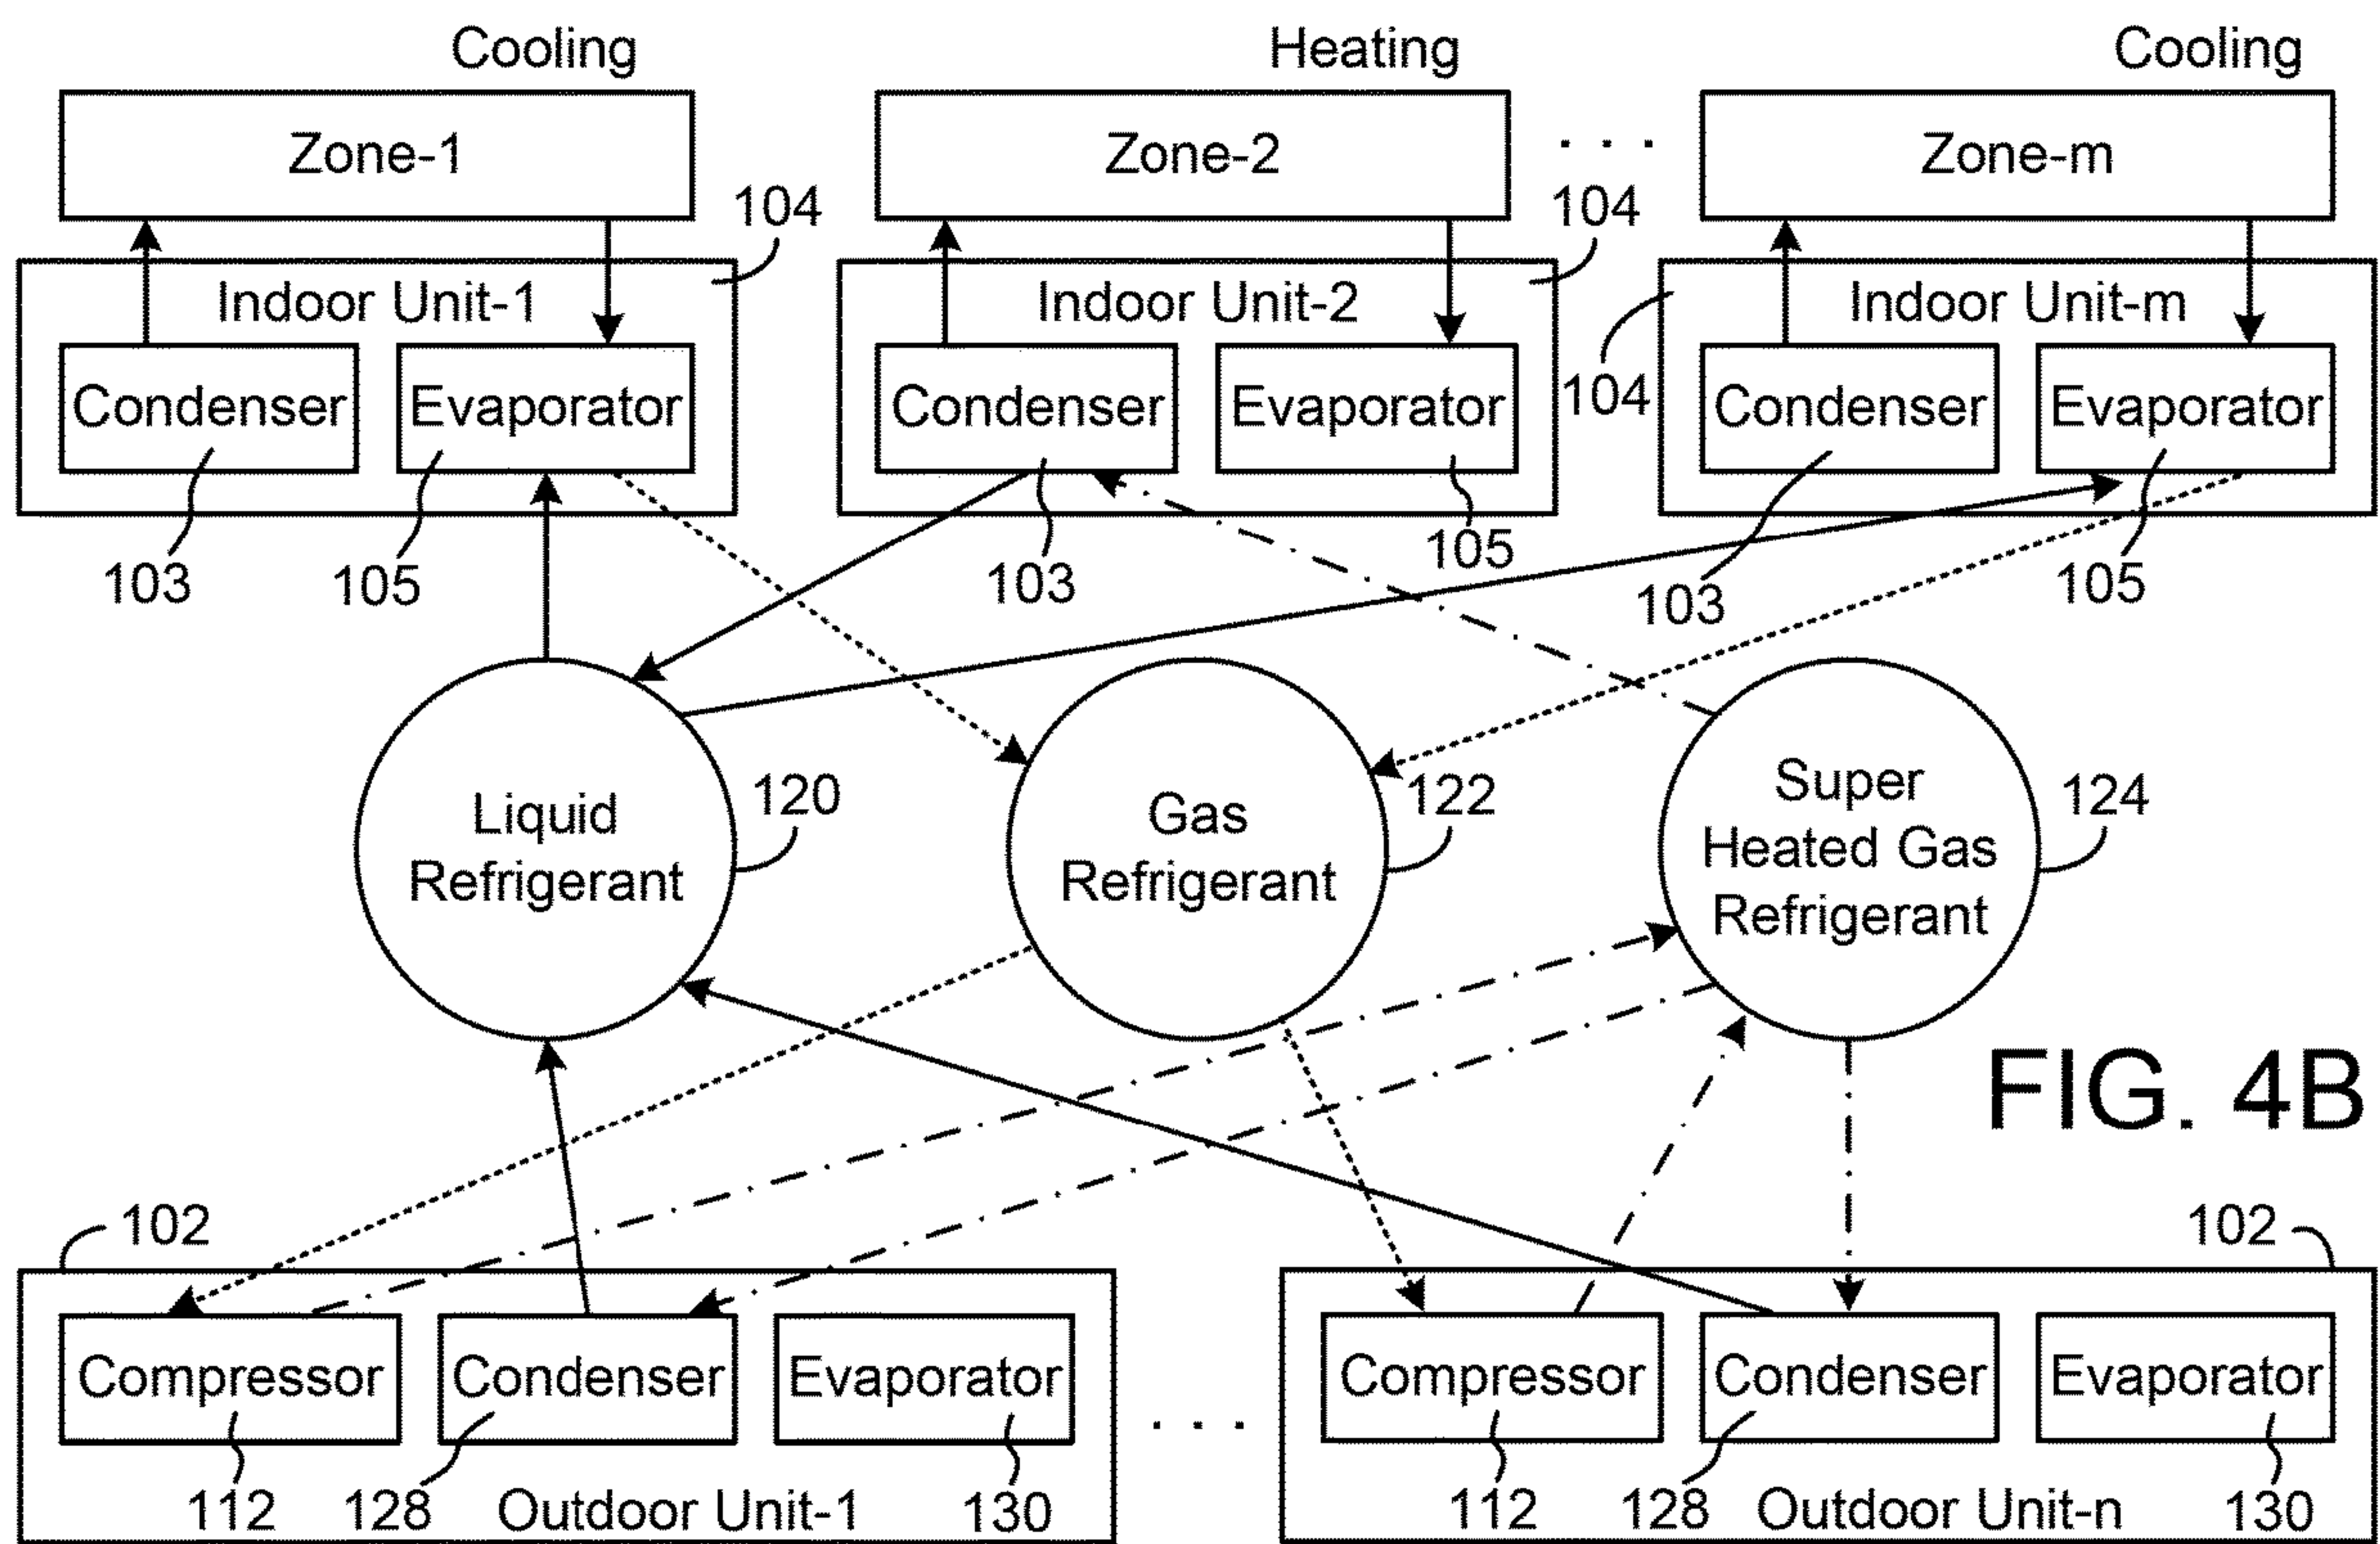 Cooling
Heating
Cooling
Zone-1
Zone-2
. . .
Zone-m
104
104
Indoor Unit-1
Indoor Unit-2
Indoor Unit-m
104
Condenser
Evaporator
Condenser
Evaporator
Condenser
Evaporator
103
105
103
105
103
105
Liquid
Refrigerant
120
Gas
Refrigerant
122
Super
Heated Gas
Refrigerant
124
FIG. 4B
102
102
Compressor
Condenser
Evaporator
. . .
Compressor
Condenser
Evaporator
112
128
Outdoor Unit-1
130
112
128
Outdoor Unit-n
130